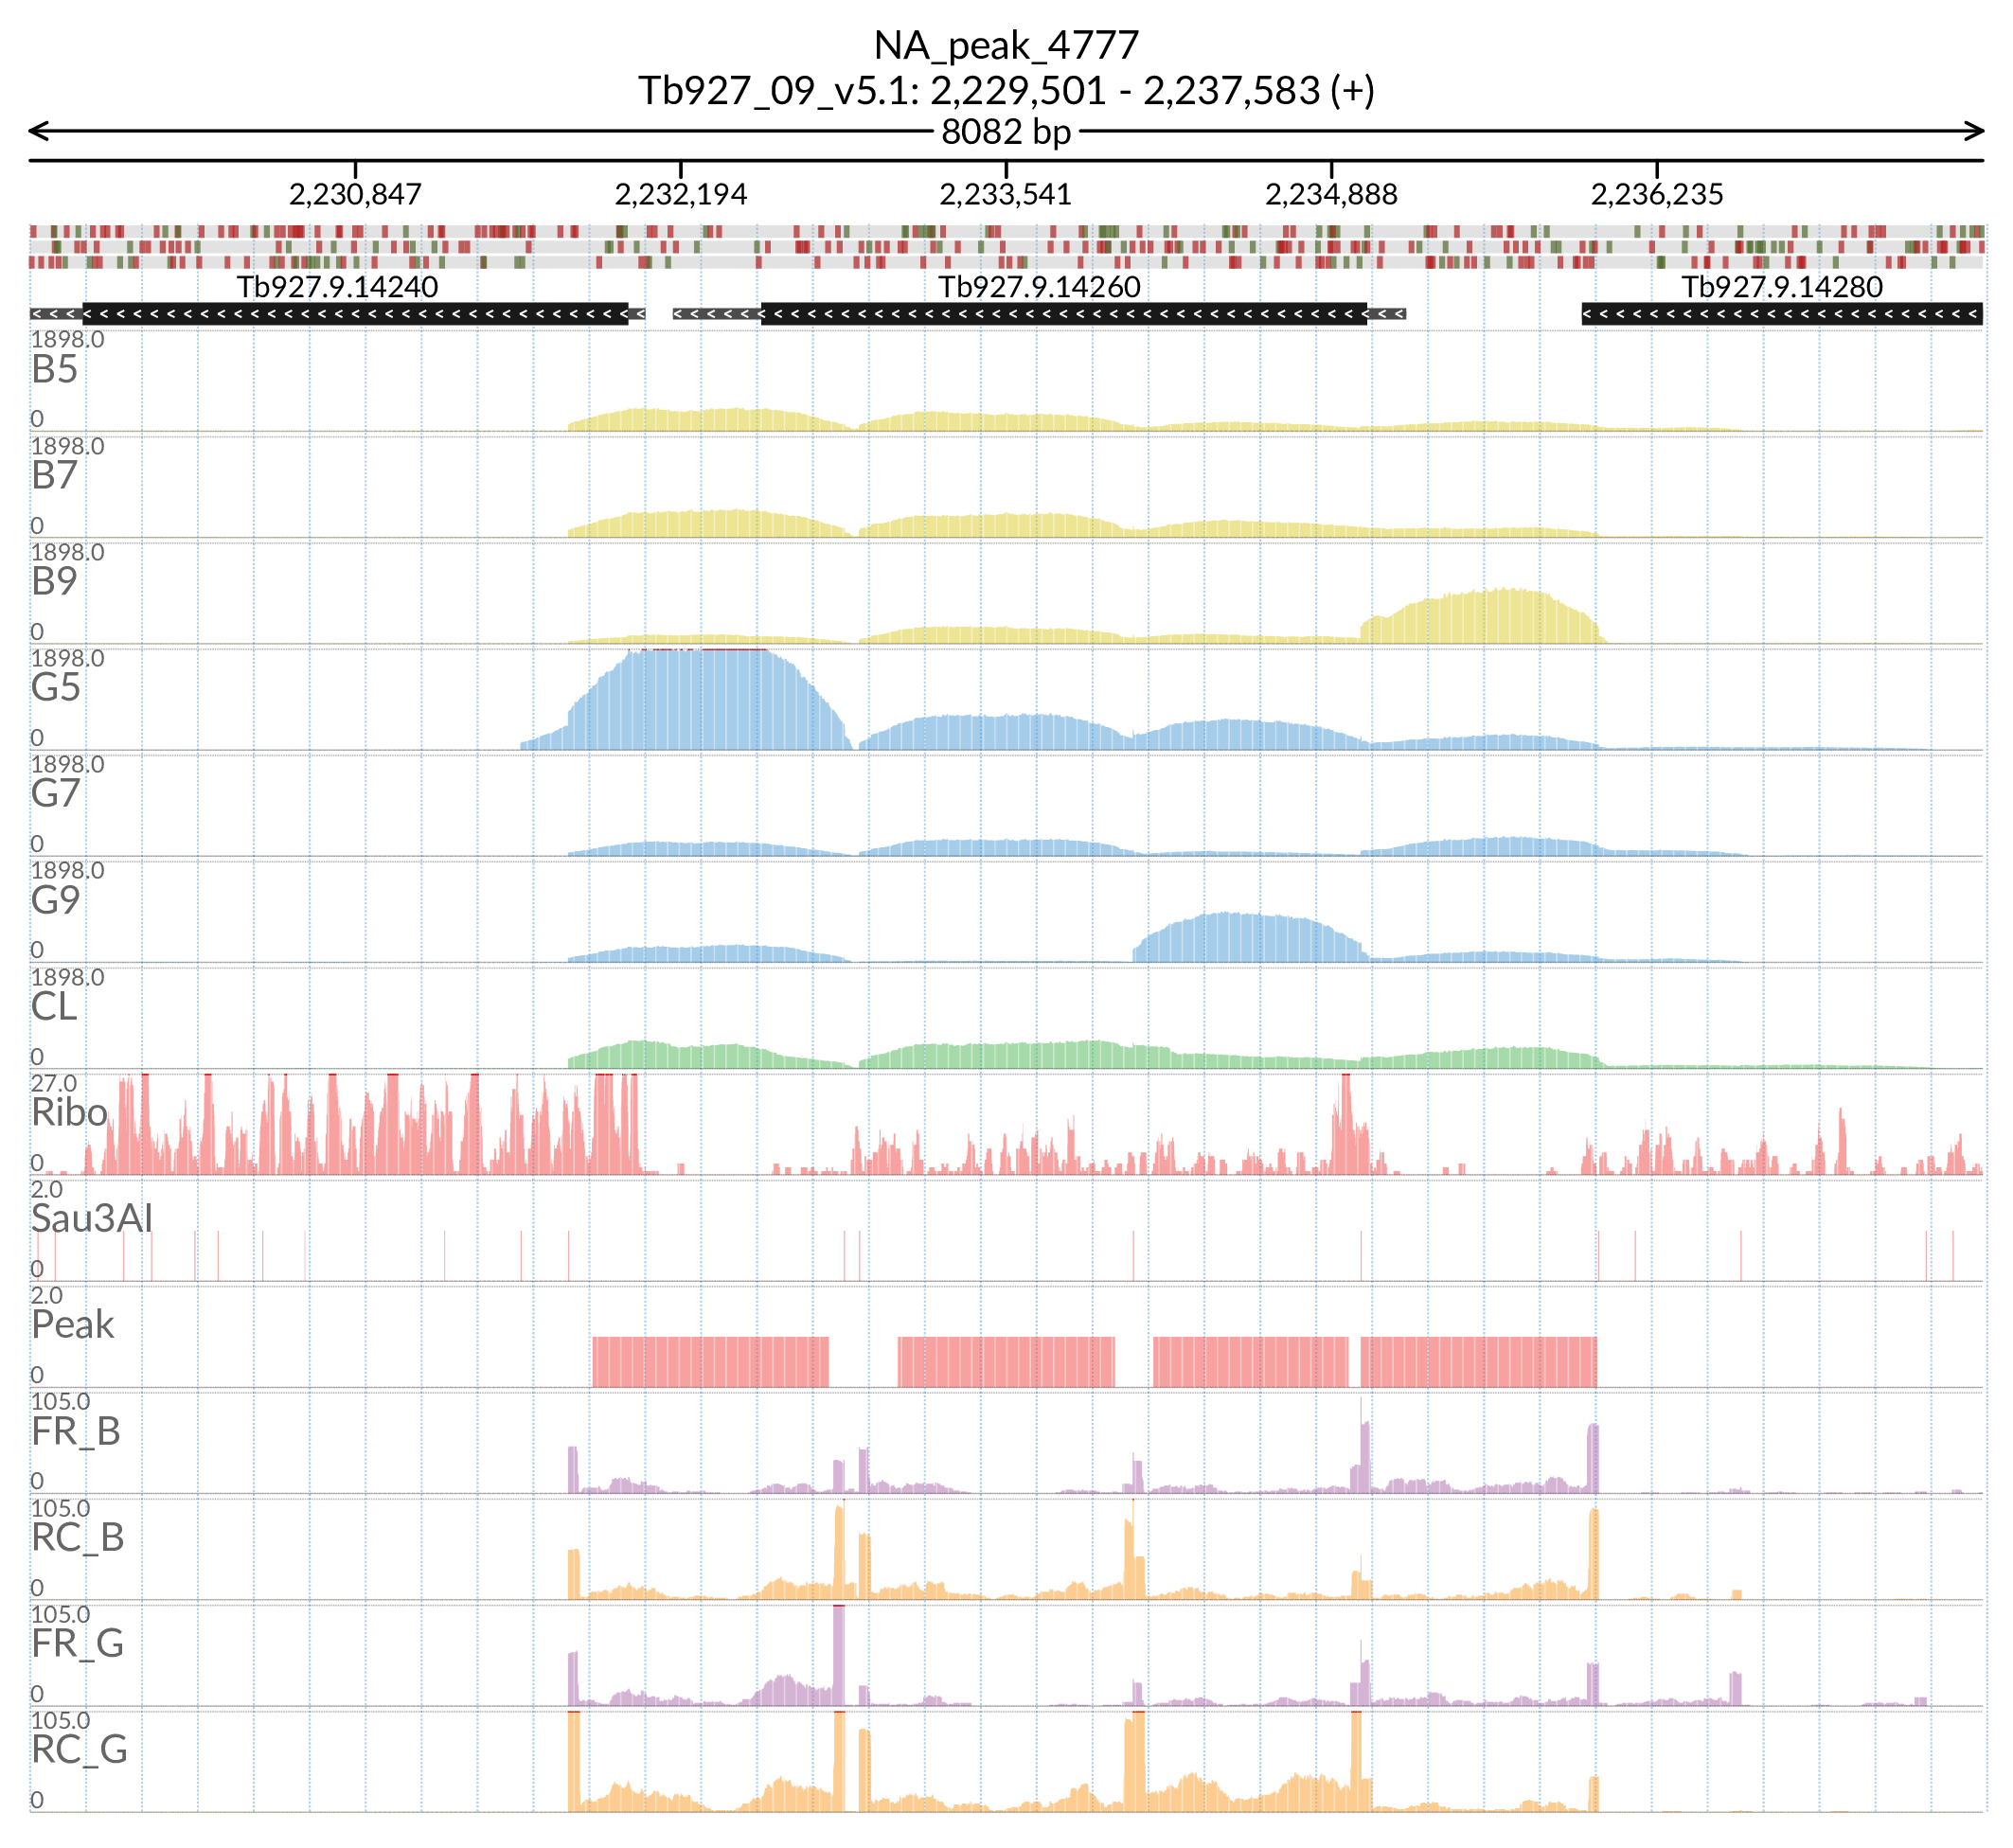 NA_peak_4777
Tb927_09_v5.1: 2,229,501 - 2,237,583 (+)
8082 bp
2,230,847 2,232,194 2,233,541 2,234,888 2,236,235
Tb927.9.14240 Tb927.9.14260 Tb927.9.14280
1898.0
B5
0
1898.0
B7
0
1898.0
B9
0
1898.0
G5
0
1898.0
G7
0
1898.0
G9
0
1898.0
CL
0
27.0
Ribo
0
2.0
Sau3AI
0
2.0
Peak
0
105.0
FR_B
0
105.0
RC_B
0
105.0
FR_G
0
105.0
RC_G
0